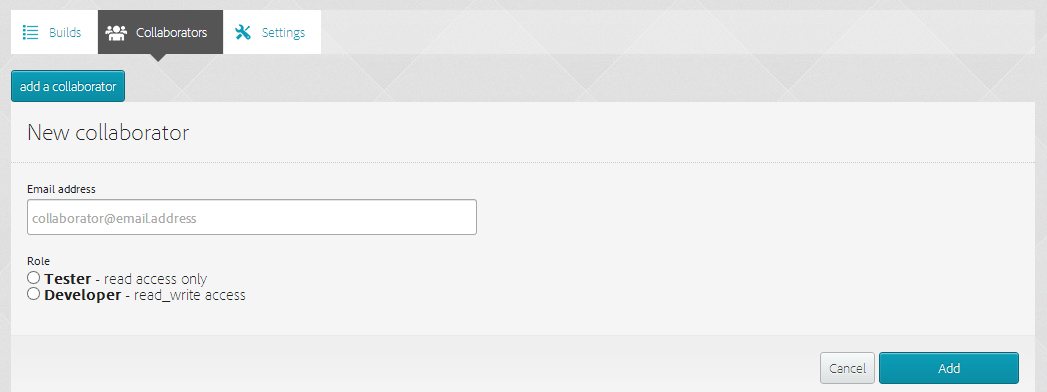 Builds
Collaborators
Settings
add a collaborator
New collaborator
Email address
collaborator@email.address
Role
Tester - read access only
Developer - read_write access
Cancel
Add